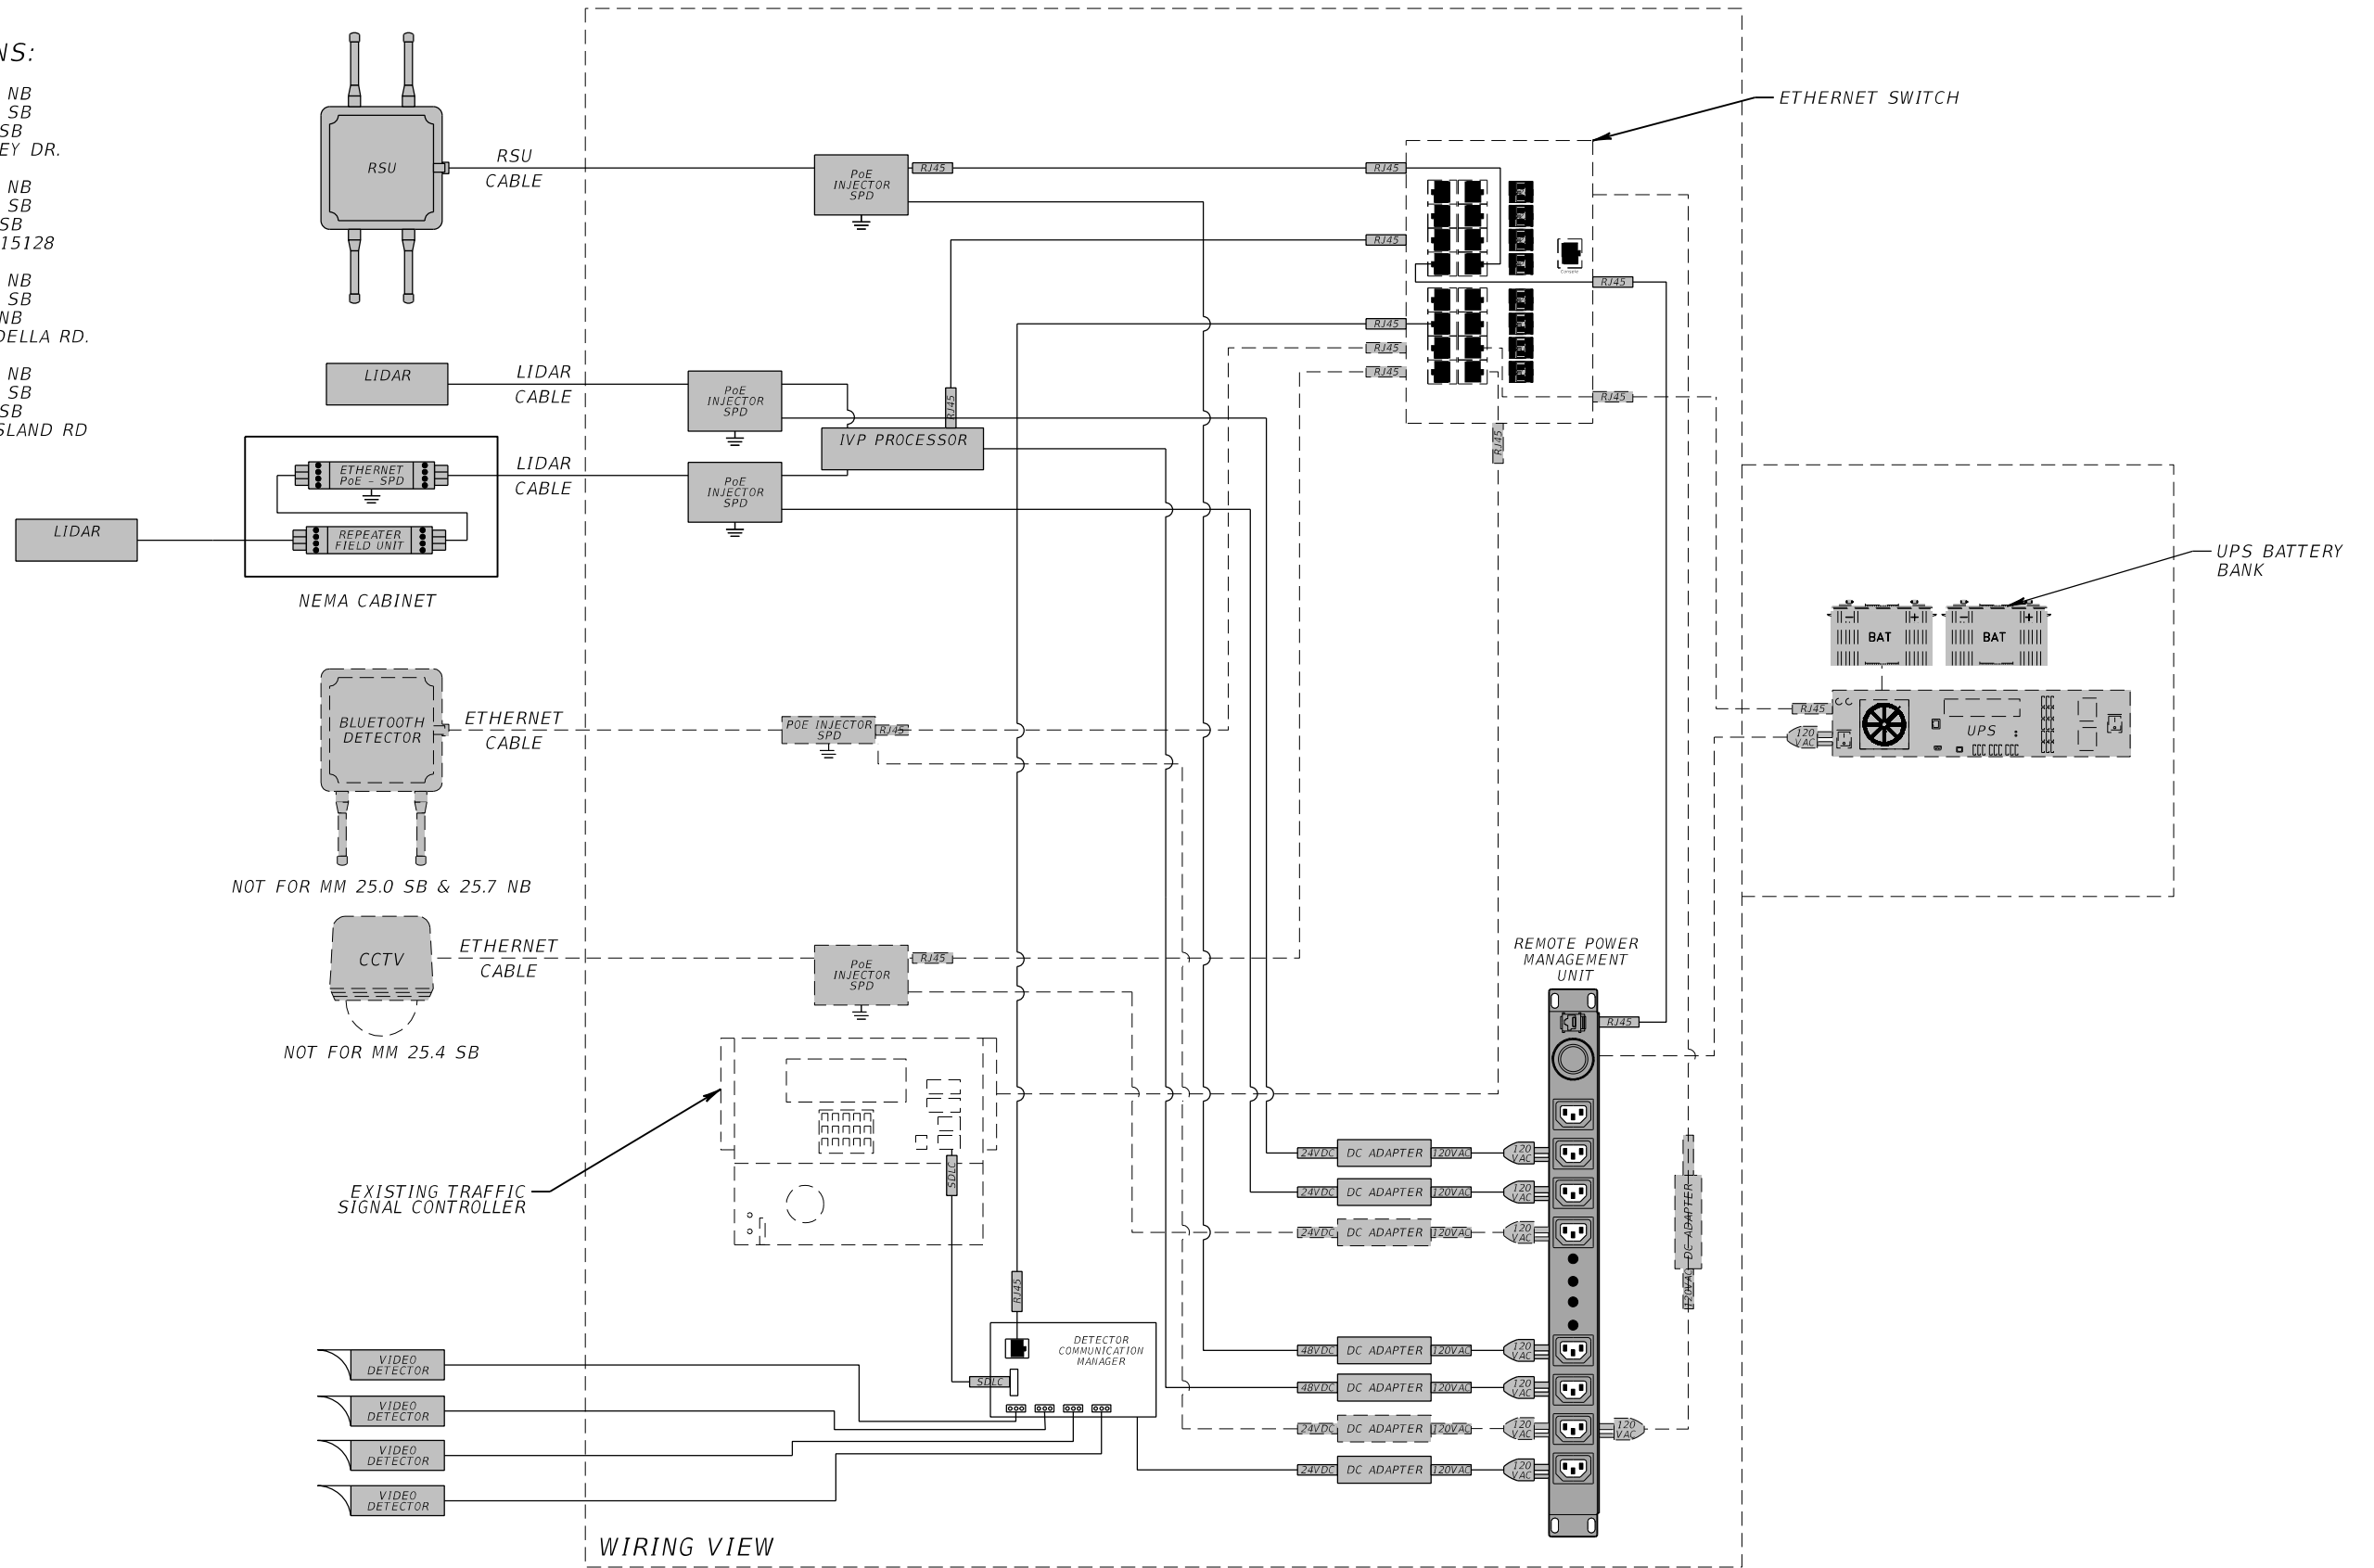 NS:
NB
SB
SB
EY DR.
NB
SB
SB
15128
NB
SB
NB
DELLA RD.
NB
SB
SB
SLAND RD
RSU
RSU
CABLE
PoE
INJECTOR
SPD
RJ45
RJ45
ETHERNET SWITCH
RJ45
Console
RJ45
RJ45
RJ45
RJ45
RJ45
RJ45
LIDAR
LIDAR
CABLE
PoE
INJECTOR
SPD
RJ45
IVP PROCESSOR
ETHERNET
PoE - SPD
LIDAR
CABLE
PoE
INJECTOR
SPD
LIDAR
REPEATER
FIELD UNIT
NEMA CABINET
UPS BATTERY
BANK
BAT
BAT
RJ45
120
VAC
UPS
BLUETOOTH
DETECTOR
ETHERNET
CABLE
POE INJECTOR
SPD
RJ45
NOT FOR MM 25.0 SB & 25.7 NB
CCTV
ETHERNET
CABLE
PoE
INJECTOR
SPD
RJ45
NOT FOR MM 25.4 SB
REMOTE POWER
MANAGEMENT
UNIT
RJ45
EXISTING TRAFFIC
SIGNAL CONTROLLER
SDLC
24VDC DC ADAPTER 120VAC 120 VAC
24VDC DC ADAPTER 120VAC 120 VAC
24VDC DC ADAPTER 120VAC 120 VAC
DC ADAPTER
120VAC
RJ45
DETECTOR
COMMUNICATION
MANAGER
SDLC
48VDC DC ADAPTER 120VAC 120 VAC
48VDC DC ADAPTER 120VAC 120 VAC
24VDC DC ADAPTER 120VAC 120 VAC
120
VAC
24VDC DC ADAPTER 120VAC 120 VAC
VIDEO
DETECTOR
VIDEO
DETECTOR
VIDEO
DETECTOR
VIDEO
DETECTOR
WIRING VIEW